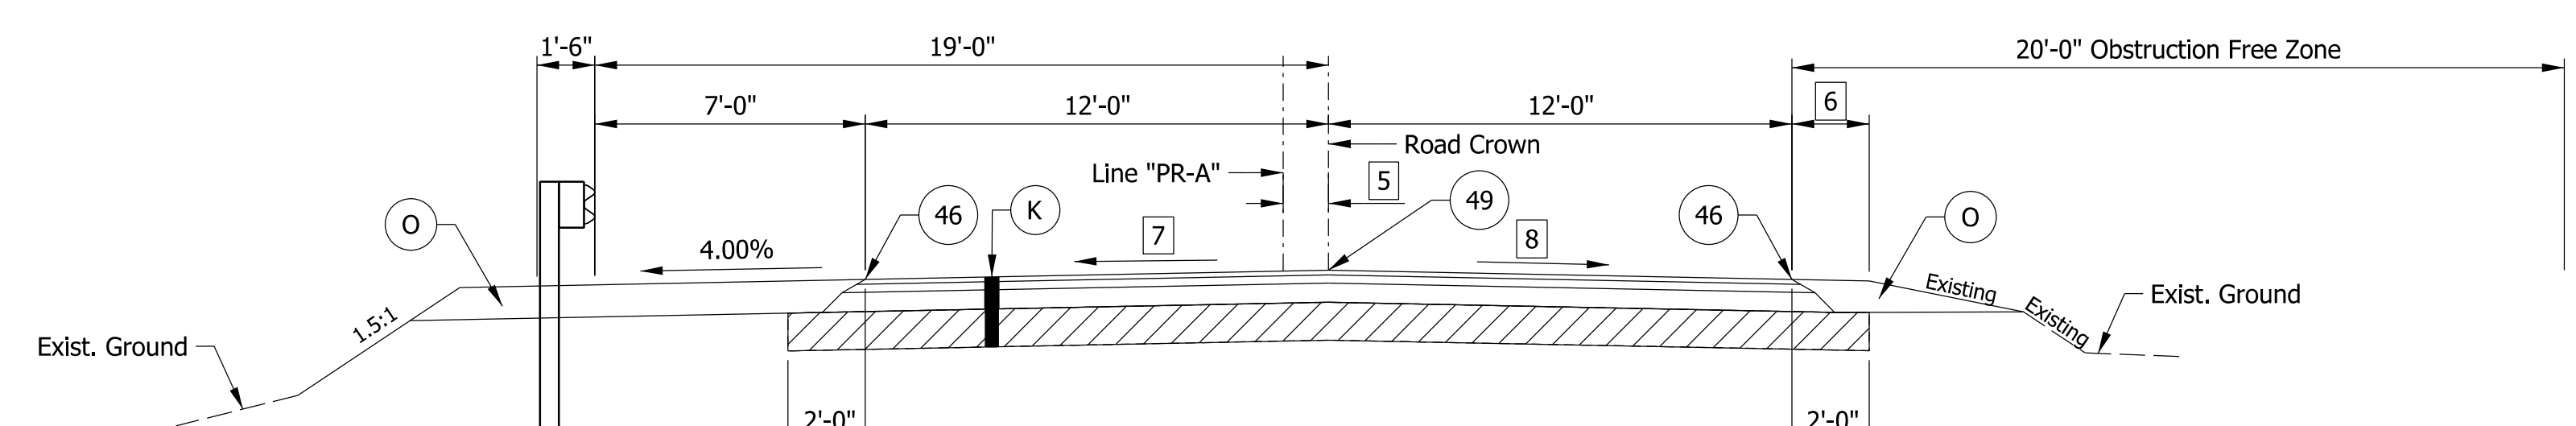 1'-6"
19'-0"
20'-0" Obstruction Free Zone
7'-0"
12'-0"
12'-0"
6
Road Crown
Line "PR-A"
5
O
46
K
49
46
O
7
8
4.00%
Existing
Existing
Exist. Ground
1.5:1
Exist. Ground
2'-0"
2'-0"